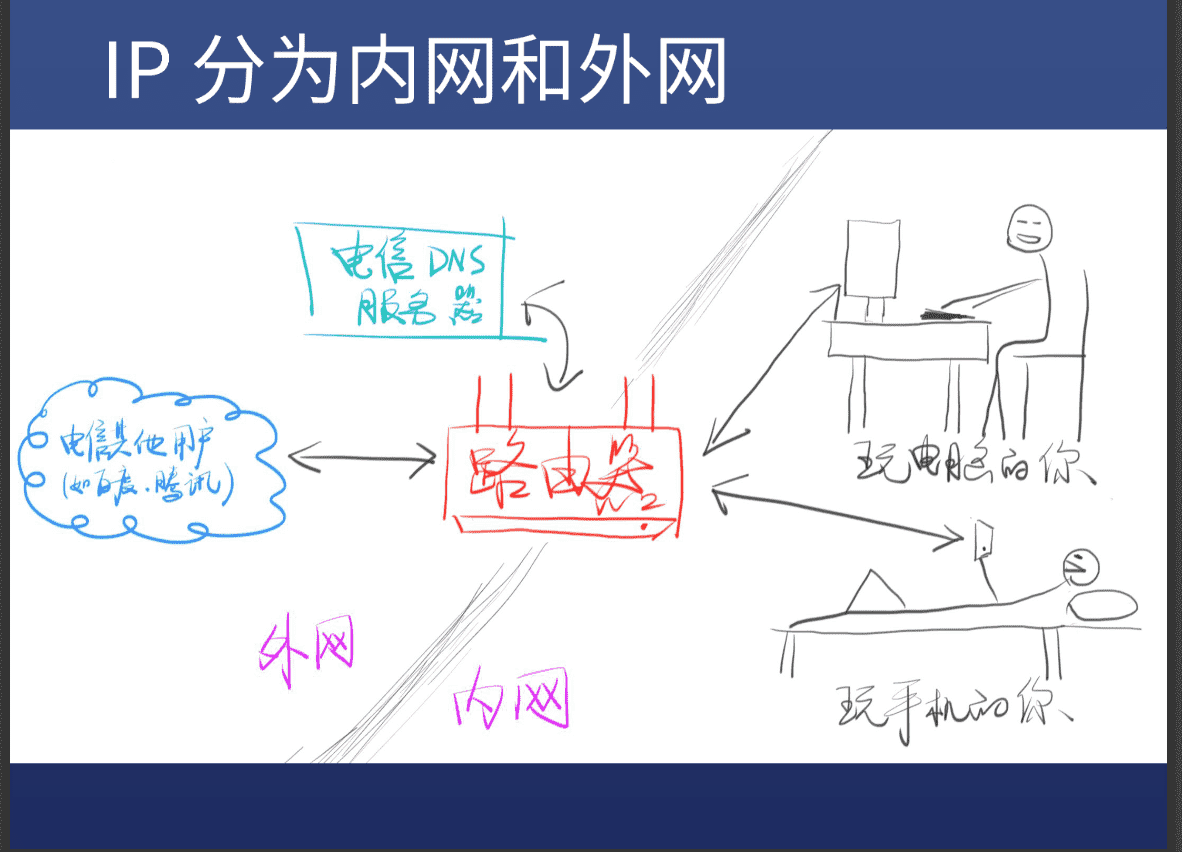 IP 分为内网和外网
电信 DNS
服务器
电信其他用户
(如百度、腾讯)
路由器
玩电脑的你
玩手机的你
外网
内网